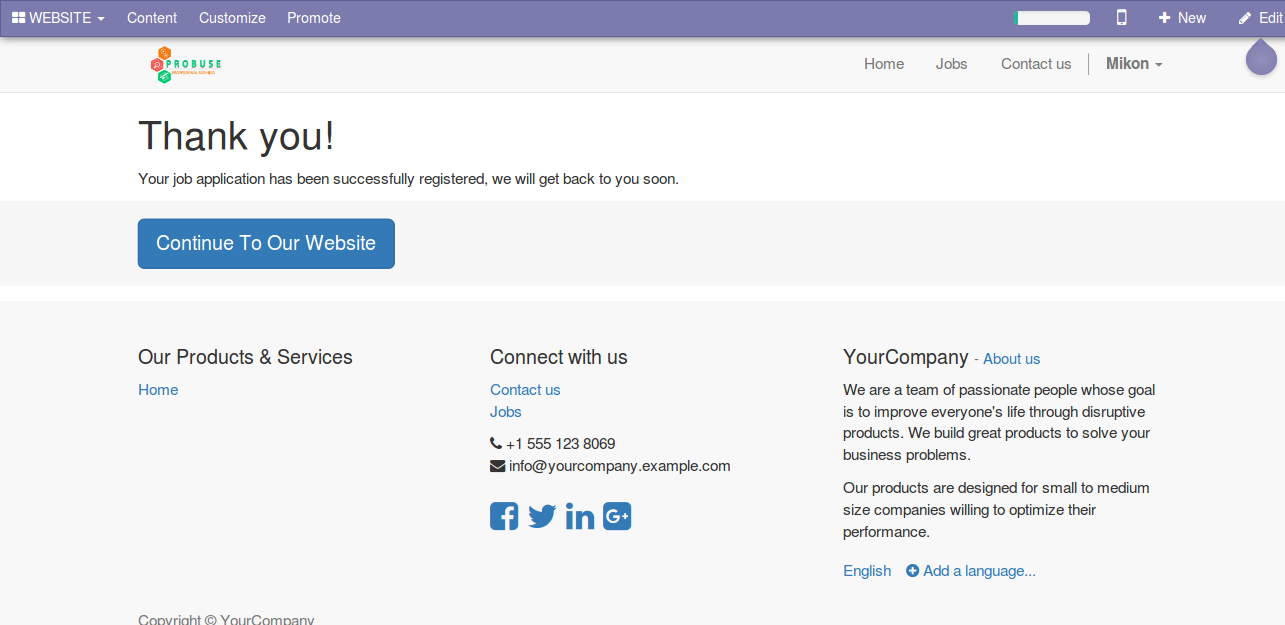 WEBSITE Content Customize Promote New Edit
PROBUSE
PROFESSIONAL BUSINESS
Home Jobs Contact us Mikon
Thank you!
Your job application has been successfully registered, we will get back to you soon.
Continue To Our Website
Our Products & Services
Home
Connect with us
Contact us
Jobs
+1 555 123 8069
info@yourcompany.example.com
YourCompany - About us
We are a team of passionate people whose goal
is to improve everyone's life through disruptive
products. We build great products to solve your
business problems.
Our products are designed for small to medium
size companies willing to optimize their
performance.
English Add a language...
Copyright © YourCompany